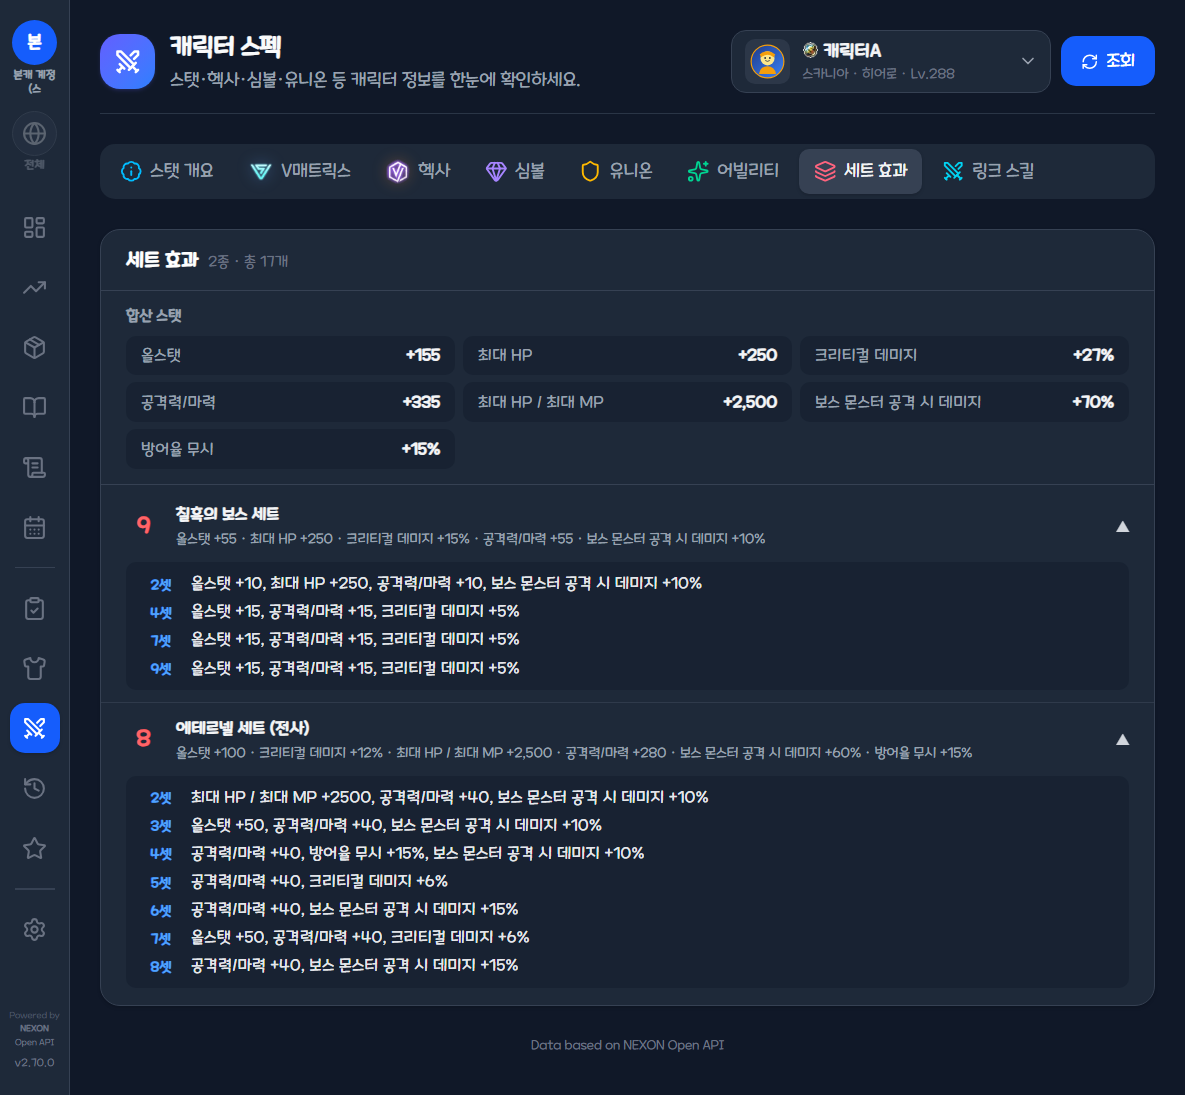 본
본캐 계정
(스
전체
Powered by
NEXON
Open API
v2.70.0
캐릭터 스펙
스탯·헥사·심볼·유니온 등 캐릭터 정보를 한눈에 확인하세요.
캐릭터A
스카니아 · 히어로 · Lv.288
조회
스탯 개요
V매트릭스
헥사
심볼
유니온
어빌리티
세트 효과
링크 스킬
세트 효과 2종 · 총 17개
합산 스탯
올스탯 +155
최대 HP +250
크리티컬 데미지 +27%
공격력/마력 +335
최대 HP / 최대 MP +2,500
보스 몬스터 공격 시 데미지 +70%
방어율 무시 +15%
9
칠흑의 보스 세트
올스탯 +55 · 최대 HP +250 · 크리티컬 데미지 +15% · 공격력/마력 +55 · 보스 몬스터 공격 시 데미지 +10%
▲
2셋 올스탯 +10, 최대 HP +250, 공격력/마력 +10, 보스 몬스터 공격 시 데미지 +10%
4셋 올스탯 +15, 공격력/마력 +15, 크리티컬 데미지 +5%
7셋 올스탯 +15, 공격력/마력 +15, 크리티컬 데미지 +5%
9셋 올스탯 +15, 공격력/마력 +15, 크리티컬 데미지 +5%
8
에테르넬 세트 (전사)
올스탯 +100 · 크리티컬 데미지 +12% · 최대 HP / 최대 MP +2,500 · 공격력/마력 +280 · 보스 몬스터 공격 시 데미지 +60% · 방어율 무시 +15%
▲
2셋 최대 HP / 최대 MP +2500, 공격력/마력 +40, 보스 몬스터 공격 시 데미지 +10%
3셋 올스탯 +50, 공격력/마력 +40, 보스 몬스터 공격 시 데미지 +10%
4셋 공격력/마력 +40, 방어율 무시 +15%, 보스 몬스터 공격 시 데미지 +10%
5셋 공격력/마력 +40, 크리티컬 데미지 +6%
6셋 공격력/마력 +40, 보스 몬스터 공격 시 데미지 +15%
7셋 올스탯 +50, 공격력/마력 +40, 크리티컬 데미지 +6%
8셋 공격력/마력 +40, 보스 몬스터 공격 시 데미지 +15%
Data based on NEXON Open API